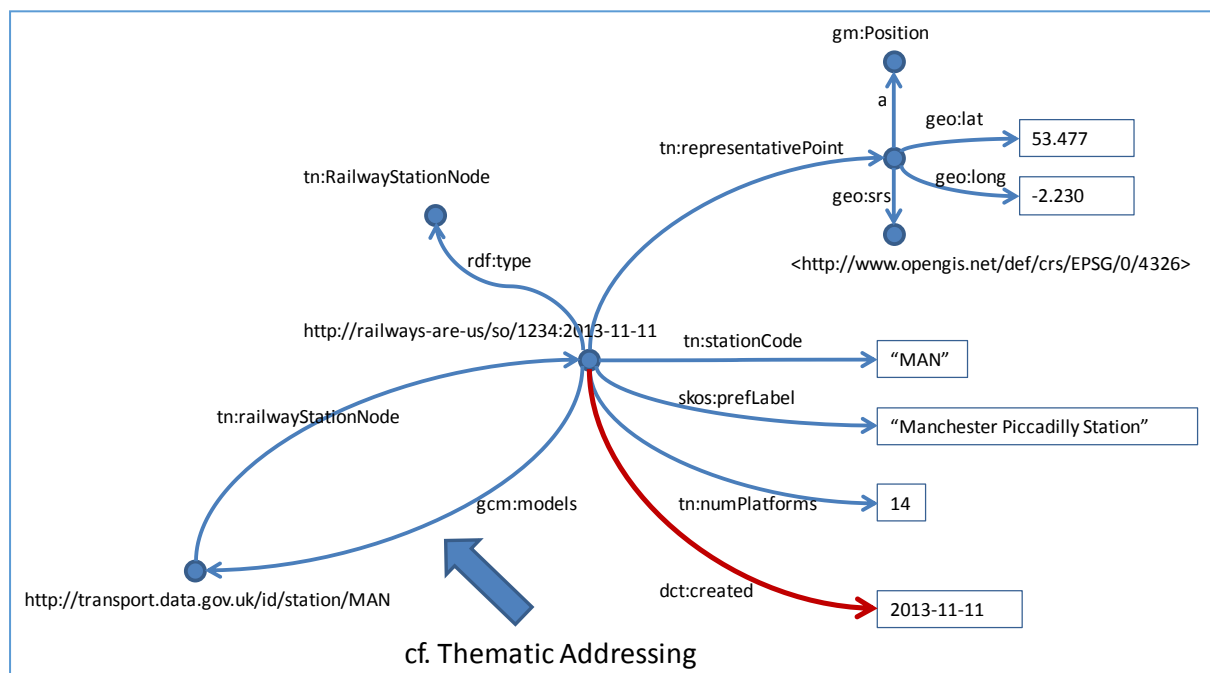 gm:Position
a
geo:lat
53.477
tn:representativePoint
geo:long
-2.230
geo:srs
tn:RailwayStationNode
<http://www.opengis.net/def/crs/EPSG/0/4326>
rdf:type
http://railways-are-us/so/1234:2013-11-11
tn:stationCode
“MAN”
skos:prefLabel
“Manchester Piccadilly Station”
tn:railwayStationNode
tn:numPlatforms
14
gcm:models
http://transport.data.gov.uk/id/station/MAN
dct:created
2013-11-11
cf. Thematic Addressing